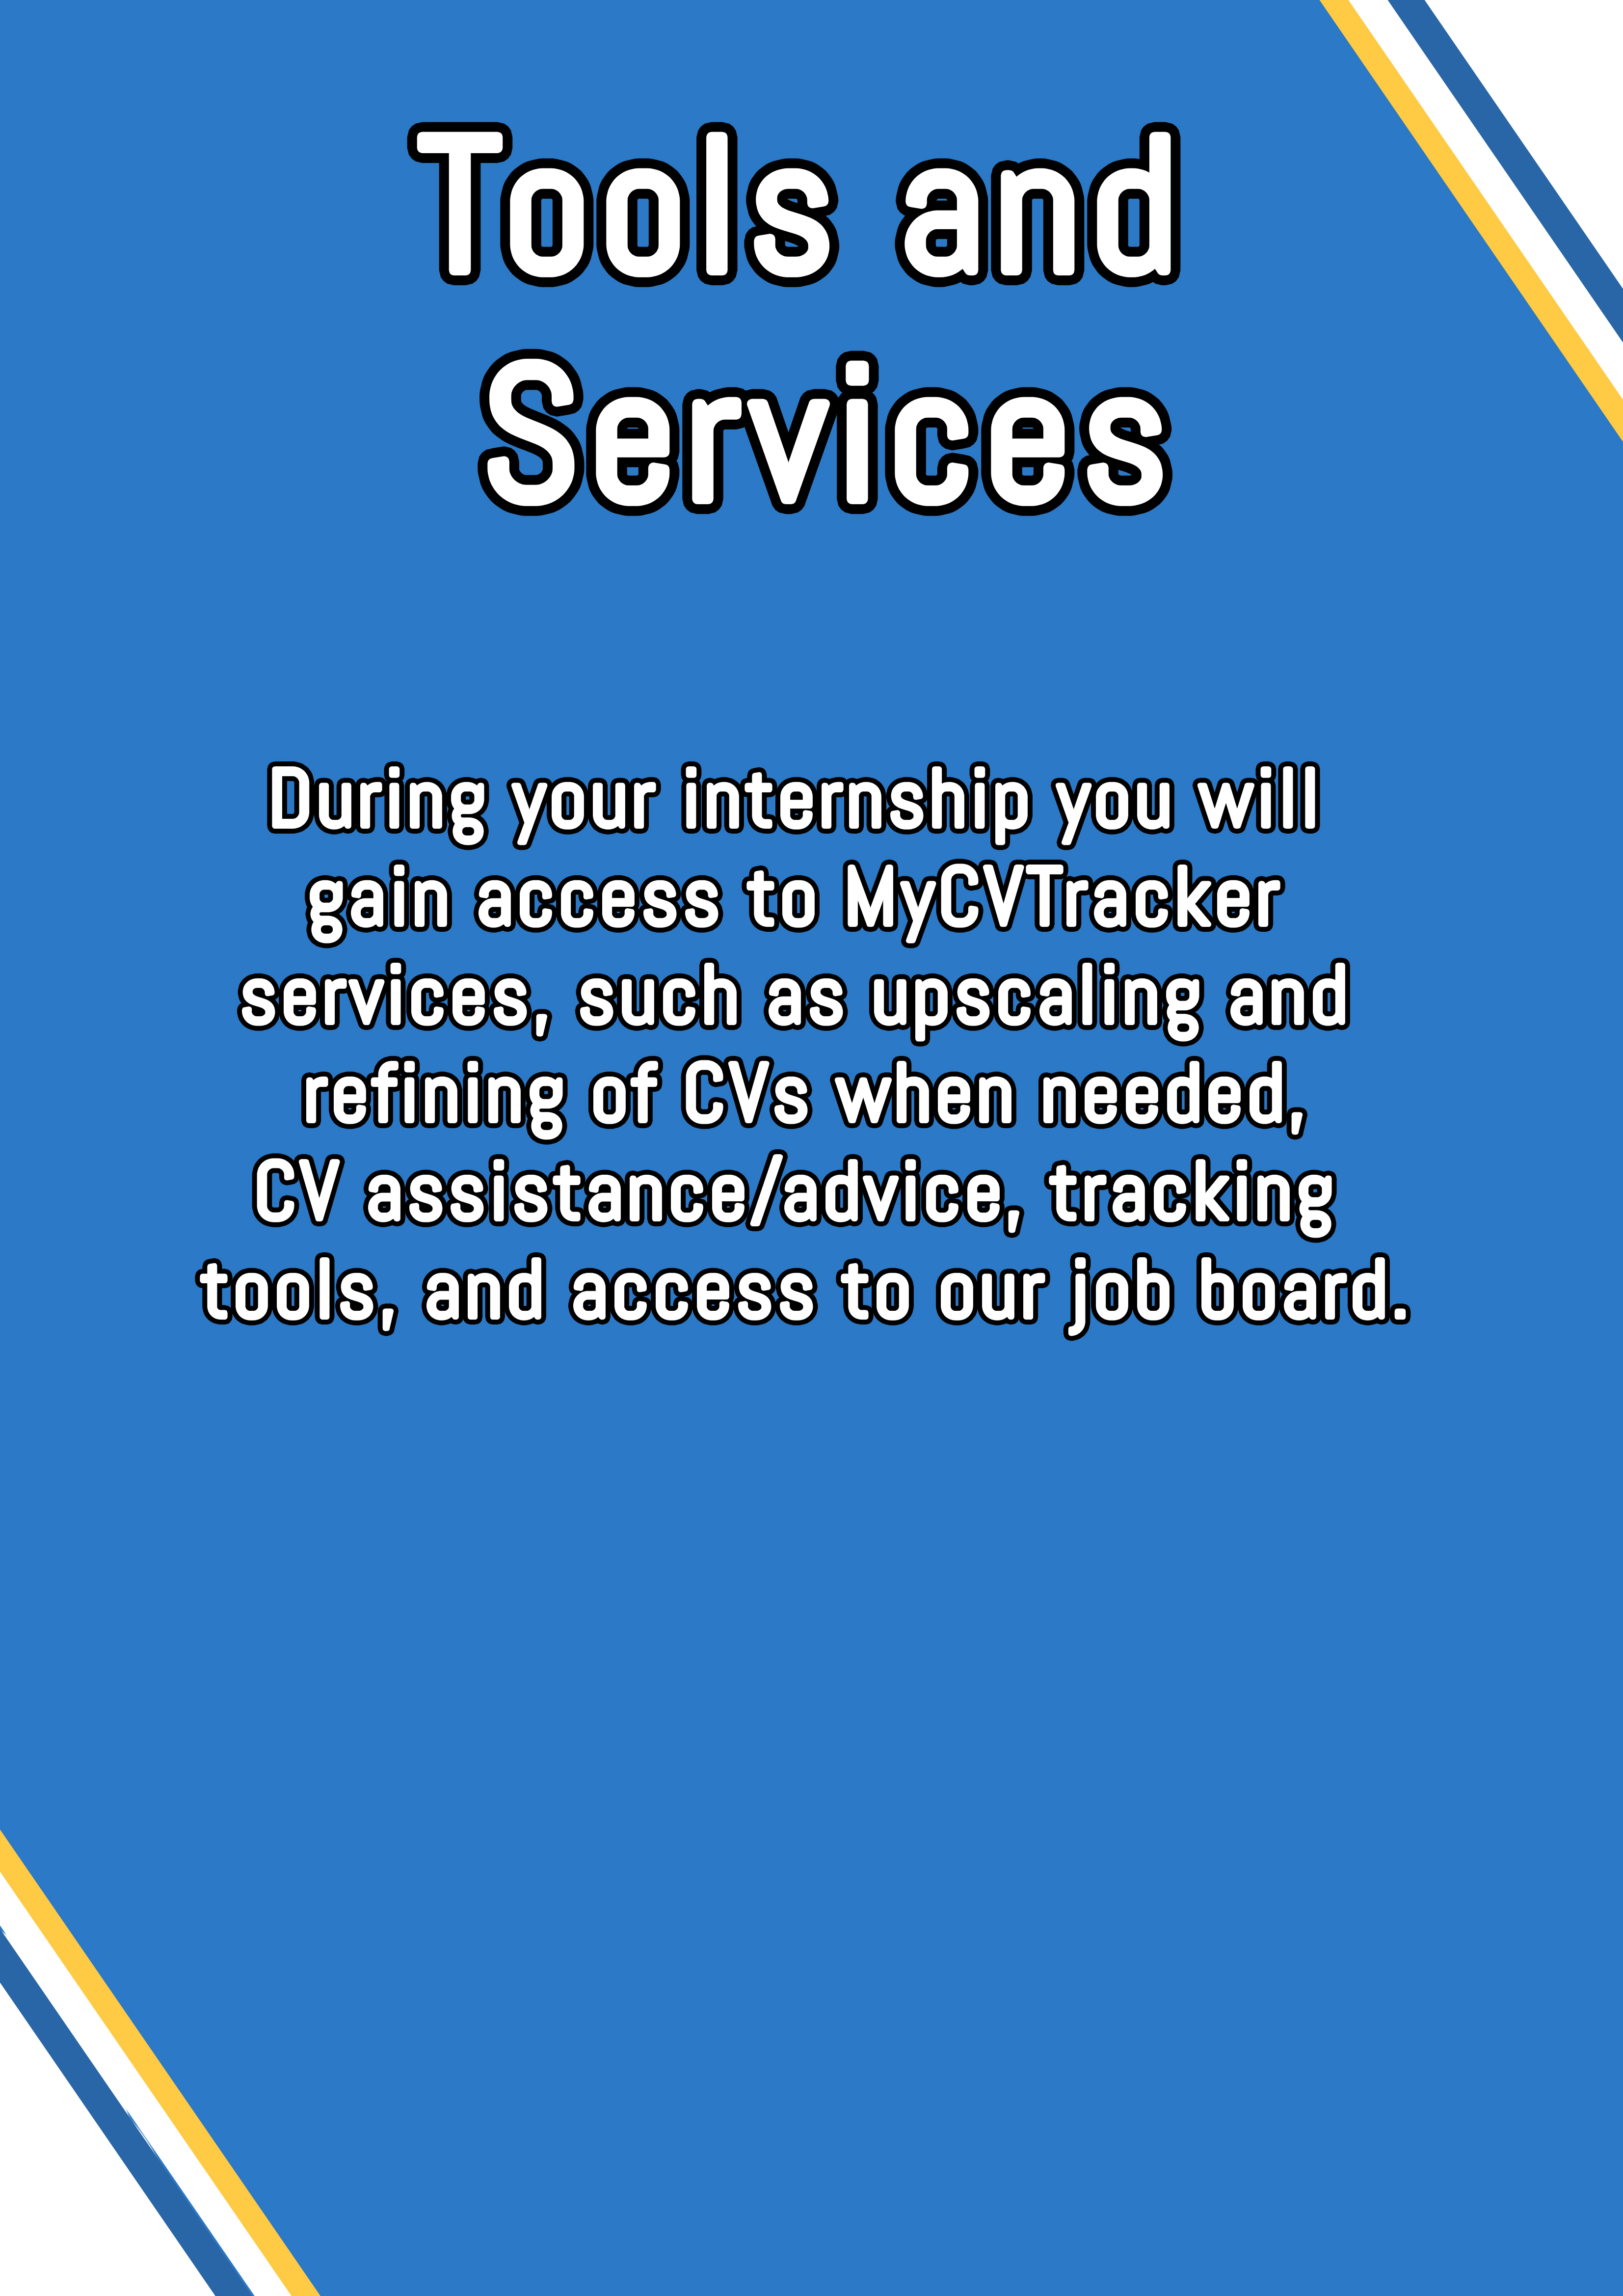 Tools and
Services
During your internship you will
gain access to MyCVTracker
services, such as upscaling and
refining of CVs when needed,
CV assistance/advice, tracking
tools, and access to our job board.